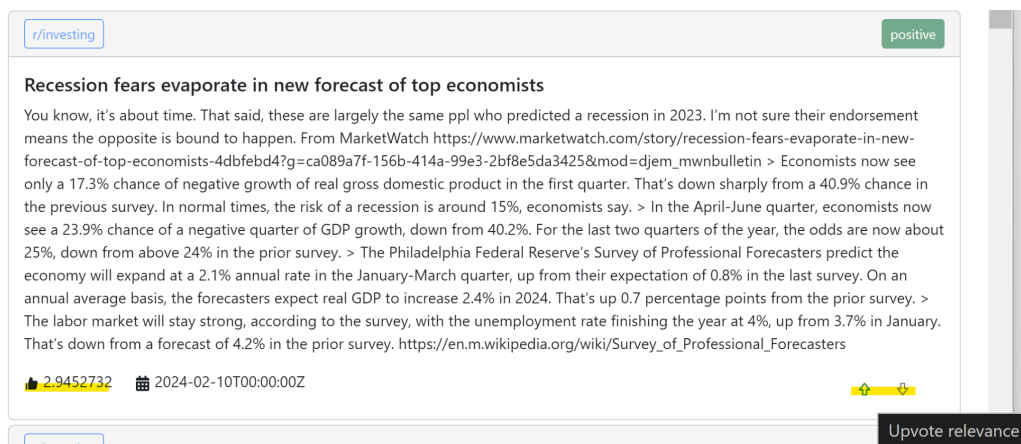 r/investing
positive
Recession fears evaporate in new forecast of top economists
You know, it's about time. That said, these are largely the same ppl who predicted a recession in 2023. I'm not sure their endorsement
means the opposite is bound to happen. From MarketWatch https://www.marketwatch.com/story/recession-fears-evaporate-in-new-
forecast-of-top-economists-4dbfebd4?g=ca089a7f-156b-414a-99e3-2bf8e5da3425&mod=djem_mwnbulletin > Economists now see
only a 17.3% chance of negative growth of real gross domestic product in the first quarter. That's down sharply from a 40.9% chance in
the previous survey. In normal times, the risk of a recession is around 15%, economists say. > In the April-June quarter, economists now
see a 23.9% chance of a negative quarter of GDP growth, down from 40.2%. For the last two quarters of the year, the odds are now about
25%, down from above 24% in the prior survey. > The Philadelphia Federal Reserve's Survey of Professional Forecasters predict the
economy will expand at a 2.1% annual rate in the January-March quarter, up from their expectation of 0.8% in the last survey. On an
annual average basis, the forecasters expect real GDP to increase 2.4% in 2024. That's up 0.7 percentage points from the prior survey. >
The labor market will stay strong, according to the survey, with the unemployment rate finishing the year at 4%, up from 3.7% in January.
That's down from a forecast of 4.2% in the prior survey. https://en.m.wikipedia.org/wiki/Survey_of_Professional_Forecasters
2.9452732
2024-02-10T00:00:00Z
Upvote relevance